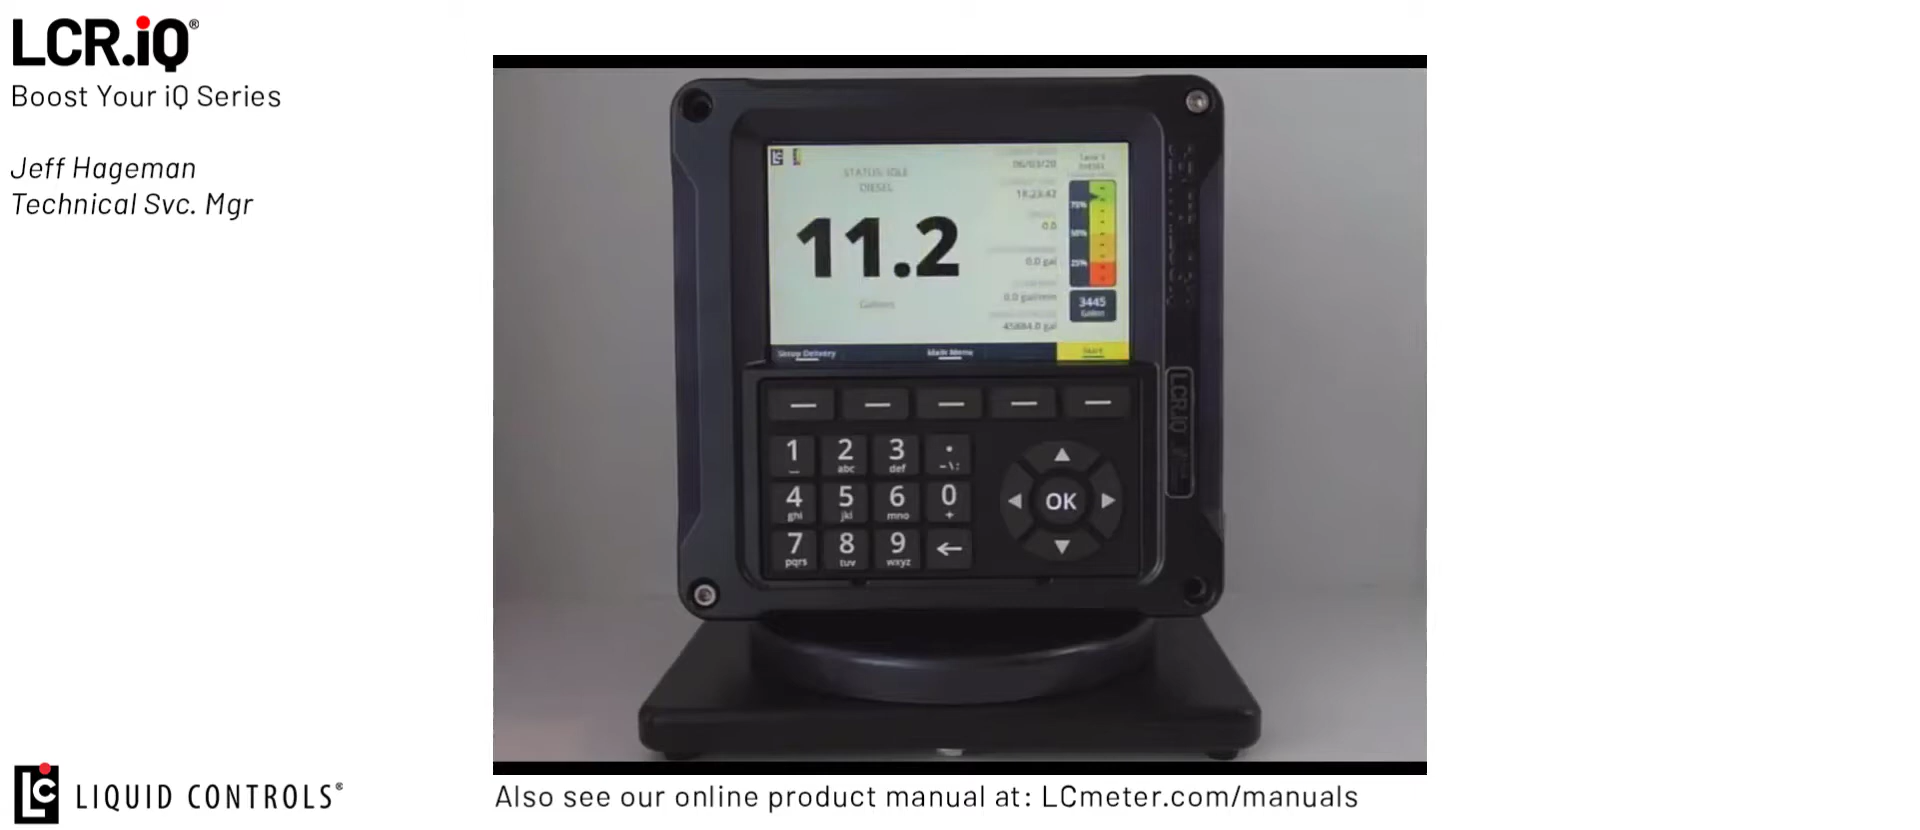 LCR.iQ®
Boost Your iQ Series
Jeff Hageman
Technical Svc. Mgr
STATUS: IDLE
DIESEL
11.2
Gallons
06/03/20
18:23:42
0.0
0.0 gal
0.0 gal/min
45884.0 gal
75%
50%
25%
3445
Gallon
Setup Delivery
Main Menu
Start
1
2 abc
3 def
. -\:
4 ghi
5 jkl
6 mno
0 +
7 pqrs
8 tuv
9 wxyz
OK
LCR.iQ
Lc LIQUID CONTROLS®
Also see our online product manual at: LCmeter.com/manuals